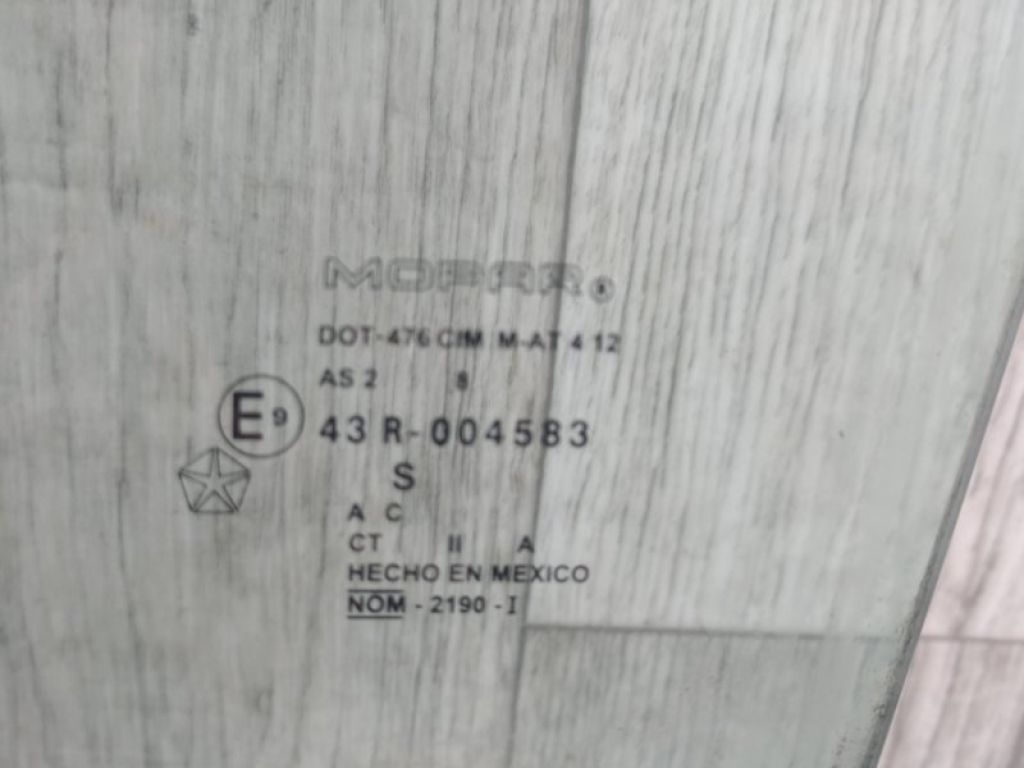 MOPAR ®
DOT-476 CIM M-AT 4 12
AS 2 8
E9 43 R-004583
S
A C
CT II A
HECHO EN MEXICO
NOM - 2190 - I